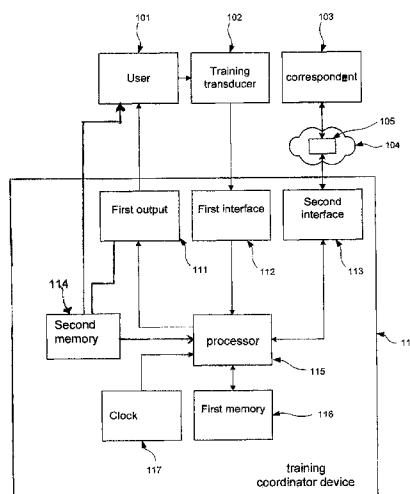 101
102
103
User
Training
transducer
correspondent
105
104
First output
First interface
Second
interface
111
112
113
114
Second
memory
processor
11
115
Clock
First memory
116
117
training
coordinator device